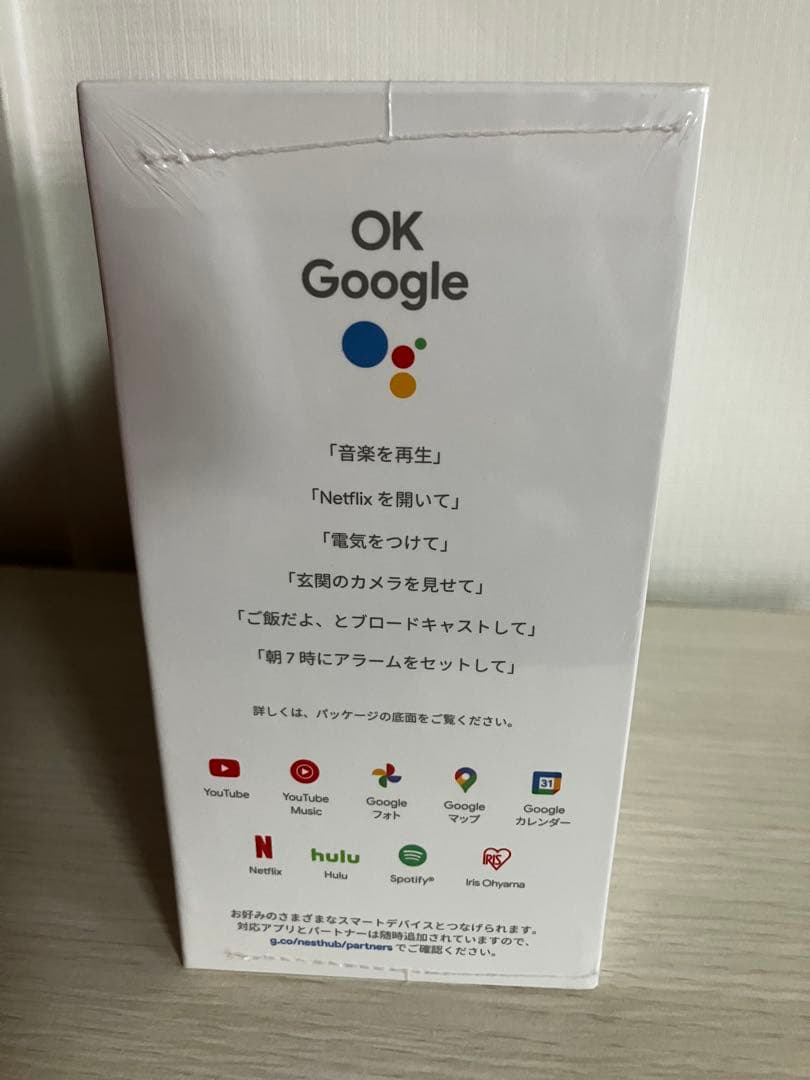 OK
Google
「音楽を再生」
「Netflix を開いて」
「電気をつけて」
「玄関のカメラを見せて」
「ご飯だよ、とブロードキャストして」
「朝 7 時にアラームをセットして」
詳しくは、パッケージの底面をご覧ください。
YouTube
YouTube
Music
Google
フォト
Google
マップ
31
Google
カレンダー
N
Netflix
hulu
Hulu
Spotify®
IRIS
Iris Ohyama
お好みのさまざまなスマートデバイスとつなげられます。
対応アプリとパートナーは随時追加されていますので、
g.co/nesthub/partners でご確認ください。